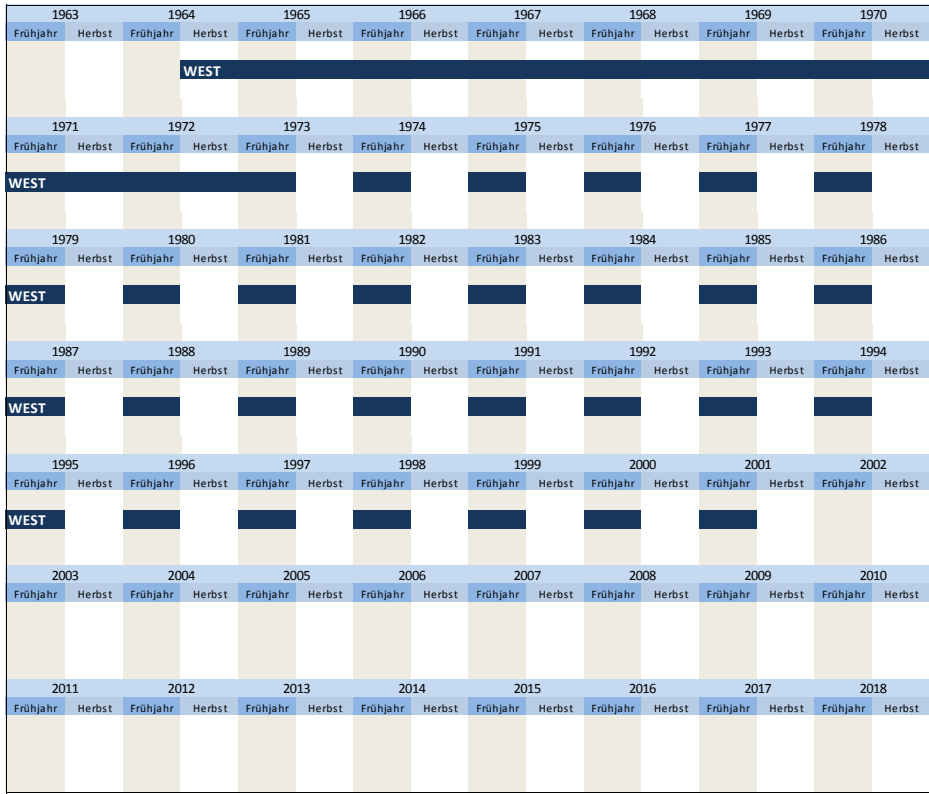 1963 1964 1965 1966 1967 1968 1969 1970
Frühjahr Herbst Frühjahr Herbst Frühjahr Herbst Frühjahr Herbst Frühjahr Herbst Frühjahr Herbst Frühjahr Herbst Frühjahr Herbst
WEST
1971 1972 1973 1974 1975 1976 1977 1978
Frühjahr Herbst Frühjahr Herbst Frühjahr Herbst Frühjahr Herbst Frühjahr Herbst Frühjahr Herbst Frühjahr Herbst Frühjahr Herbst
WEST
1979 1980 1981 1982 1983 1984 1985 1986
Frühjahr Herbst Frühjahr Herbst Frühjahr Herbst Frühjahr Herbst Frühjahr Herbst Frühjahr Herbst Frühjahr Herbst Frühjahr Herbst
WEST
1987 1988 1989 1990 1991 1992 1993 1994
Frühjahr Herbst Frühjahr Herbst Frühjahr Herbst Frühjahr Herbst Frühjahr Herbst Frühjahr Herbst Frühjahr Herbst Frühjahr Herbst
WEST
1995 1996 1997 1998 1999 2000 2001 2002
Frühjahr Herbst Frühjahr Herbst Frühjahr Herbst Frühjahr Herbst Frühjahr Herbst Frühjahr Herbst Frühjahr Herbst Frühjahr Herbst
WEST
2003 2004 2005 2006 2007 2008 2009 2010
Frühjahr Herbst Frühjahr Herbst Frühjahr Herbst Frühjahr Herbst Frühjahr Herbst Frühjahr Herbst Frühjahr Herbst Frühjahr Herbst
2011 2012 2013 2014 2015 2016 2017 2018
Frühjahr Herbst Frühjahr Herbst Frühjahr Herbst Frühjahr Herbst Frühjahr Herbst Frühjahr Herbst Frühjahr Herbst Frühjahr Herbst